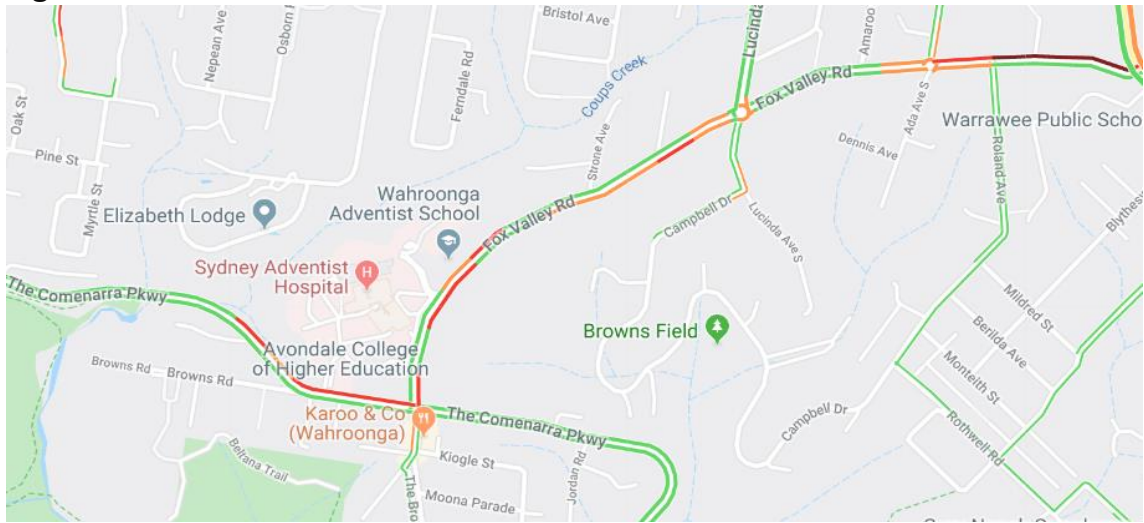 Bristol Ave
Nepean Ave
Osborn
Ferndale Rd
Coups Creek
Lucinda
Amaroo
Fox Valley Rd
Oak St
Pine St
Myrtle St
Strone Ave
Ada Ave S
Dennis Ave
Warrawee Public Scho
Roland Ave
Wahroonga
Adventist School
Elizabeth Lodge
Fox Valley Rd
Campbell Dr
Lucinda Ave S
Sydney Adventist
Hospital
H
The Comenarra Pkwy
Mildred St
Berilda Ave
Browns Field
Avondale College
of Higher Education
Browns Rd
Browns Rd
Monteith St
Karoo & Co
(Wahroonga)
The Comenarra Pkwy
Campbell Dr
Rothwell Rd
Beltana Trail
Kiogle St
Jordan Rd
Moona Parade
The Bro